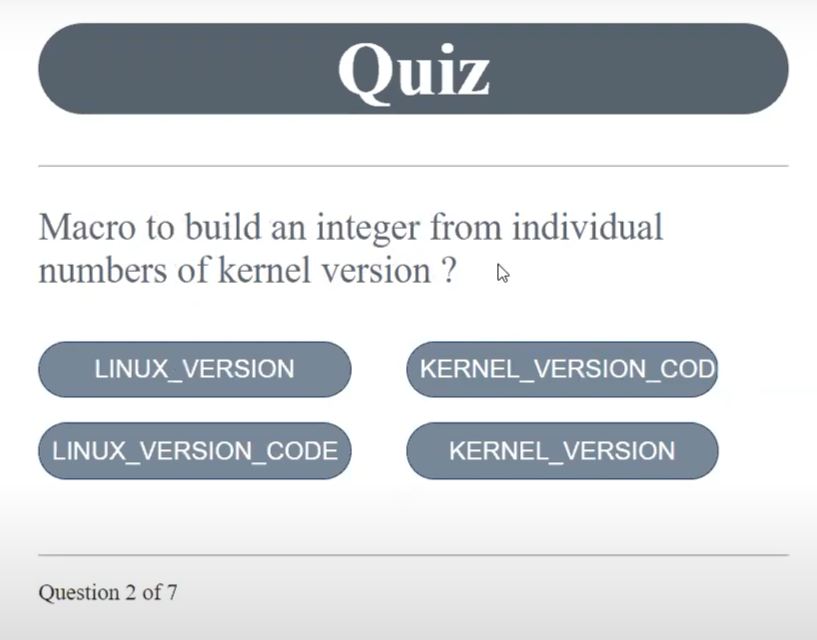 Quiz
Macro to build an integer from individual
numbers of kernel version ?
LINUX_VERSION
KERNEL_VERSION_COD
LINUX_VERSION_CODE
KERNEL_VERSION
Question 2 of 7